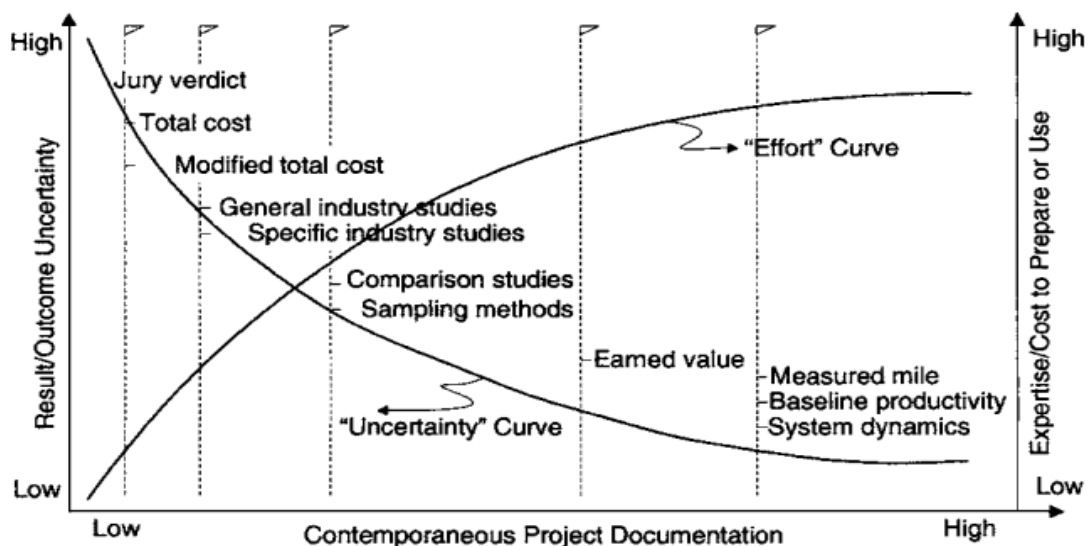 High
High
Jury verdict
Total cost
"Effort" Curve
Modified total cost
General industry studies
Specific industry studies
Comparison studies
Sampling methods
Earned value
Measured mile
Baseline productivity
System dynamics
"Uncertainty" Curve
Result/Outcome Uncertainty
Expertise/Cost to Prepare or Use
Low
Low
Low
Contemporaneous Project Documentation
High